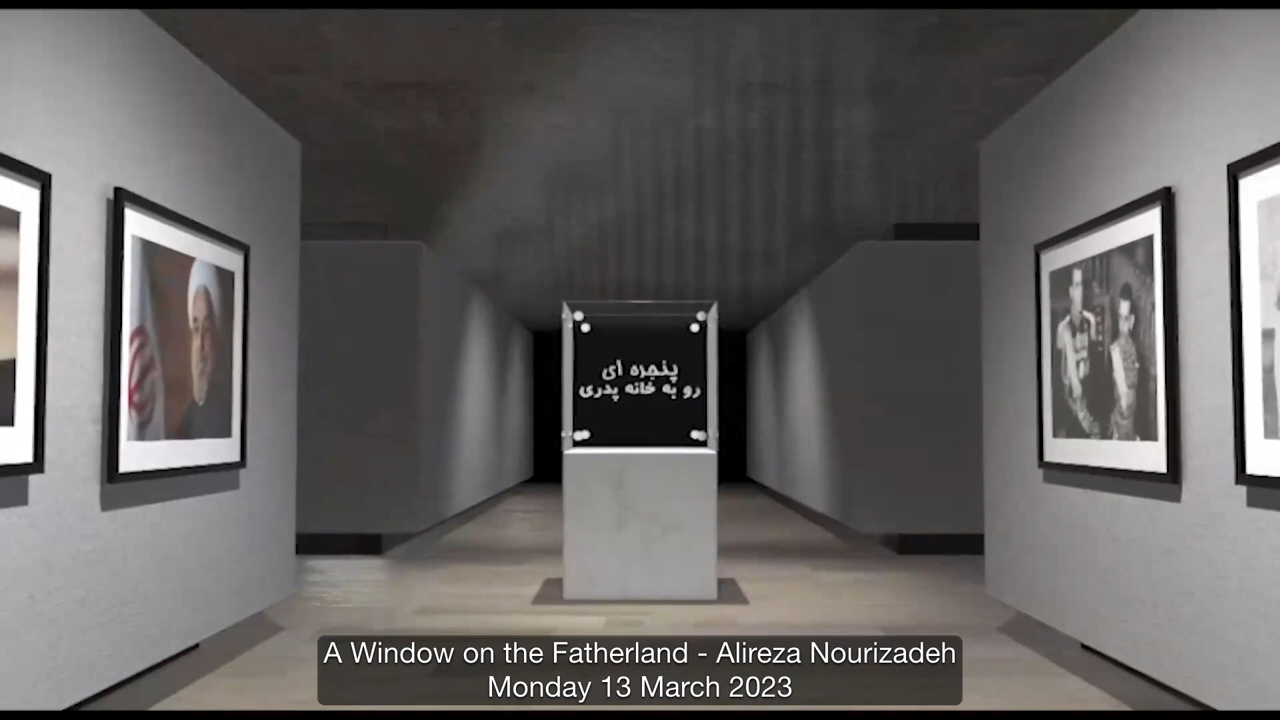 پنجره ای
رو به خانه پدری
A Window on the Fatherland - Alireza Nourizadeh
Monday 13 March 2023